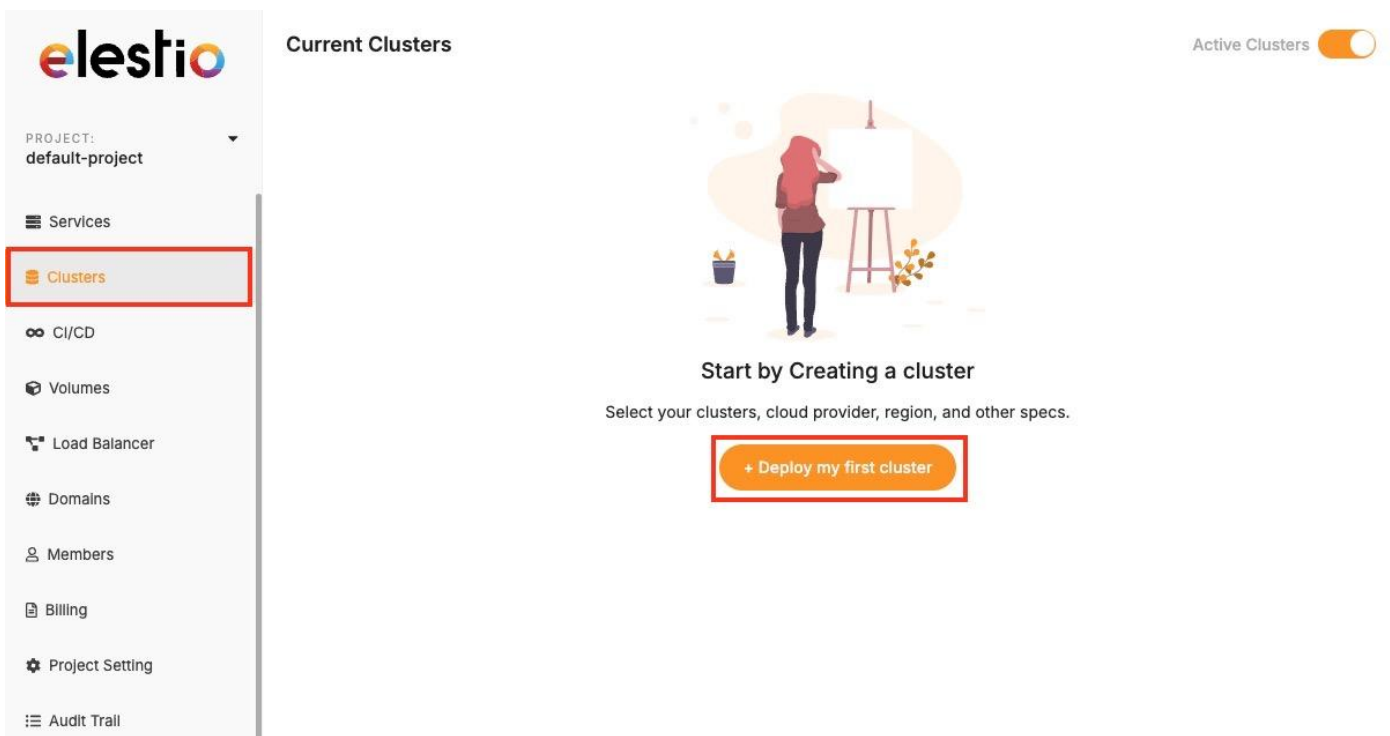 elestio
PROJECT:
default-project
Services
Clusters
CI/CD
Volumes
Load Balancer
Domains
Members
Billing
Project Setting
Audit Trail
Current Clusters
Active Clusters
Start by Creating a cluster
Select your clusters, cloud provider, region, and other specs.
+ Deploy my first cluster